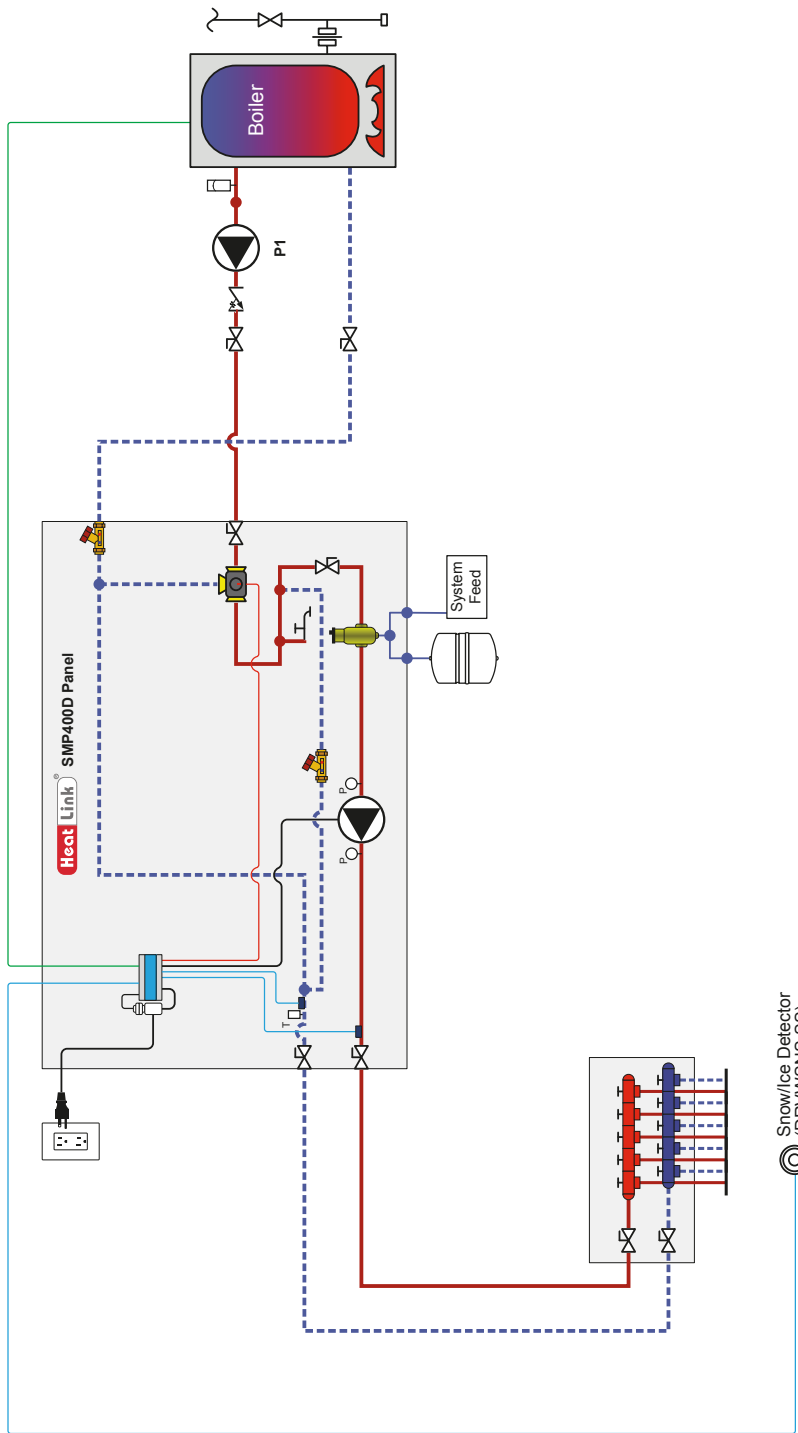 Boiler
P1
SMP400D Panel
Heat Link®
System
Feed
P
P
T
Snow/Ice Detector